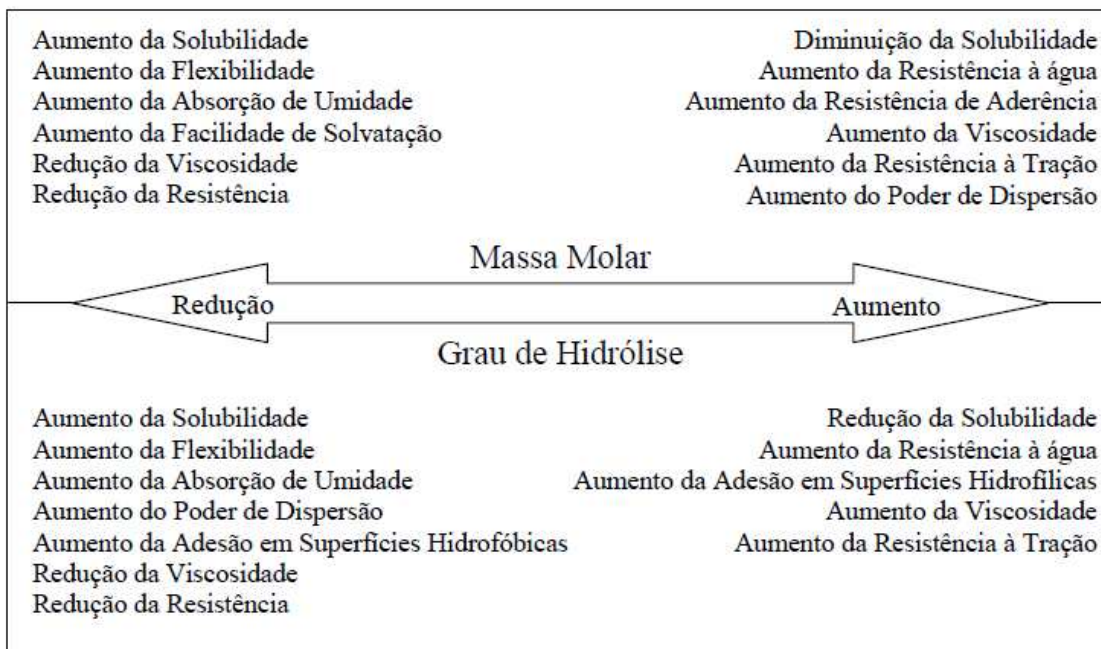 Aumento da Solubilidade
Aumento da Flexibilidade
Aumento da Absorção de Umidade
Aumento da Facilidade de Solvatação
Redução da Viscosidade
Redução da Resistência
Diminuição da Solubilidade
Aumento da Resistência à água
Aumento da Resistência de Aderência
Aumento da Viscosidade
Aumento da Resistência à Tração
Aumento do Poder de Dispersão
Massa Molar
Redução
Aumento
Grau de Hidrólise
Aumento da Solubilidade
Aumento da Flexibilidade
Aumento da Absorção de Umidade
Aumento do Poder de Dispersão
Aumento da Adesão em Superfícies Hidrofóbicas
Redução da Viscosidade
Redução da Resistência
Redução da Solubilidade
Aumento da Resistência à água
Aumento da Adesão em Superfícies Hidrofílicas
Aumento da Viscosidade
Aumento da Resistência à Tração